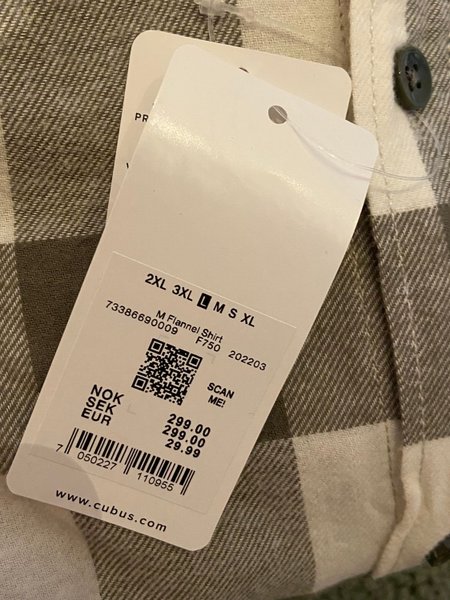 PR
2XL 3XL L M S XL
M Flannel Shirt
73386690009 F750 202203
SCAN
ME!
NOK 299.00
SEK 299.00
EUR 29.99
7 050227 110955
www.cubus.com